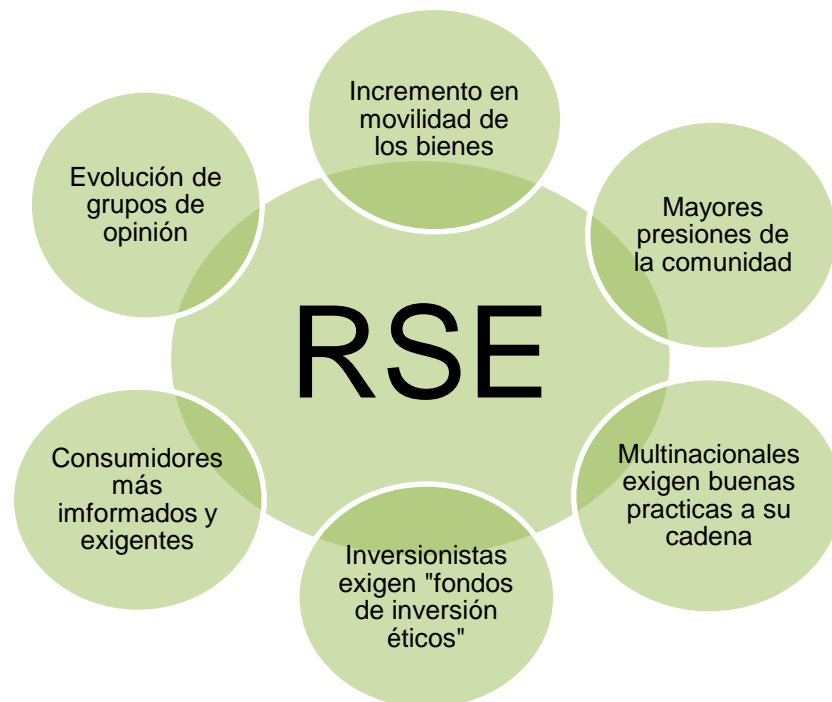 Incremento en
movilidad de
los bienes
Mayores
presiones de
la comunidad
Multinacionales
exigen buenas
practicas a su
cadena
Inversionistas
exigen "fondos
de inversión
éticos"
Consumidores
más
imformados y
exigentes
Evolución de
grupos de
opinión
RSE